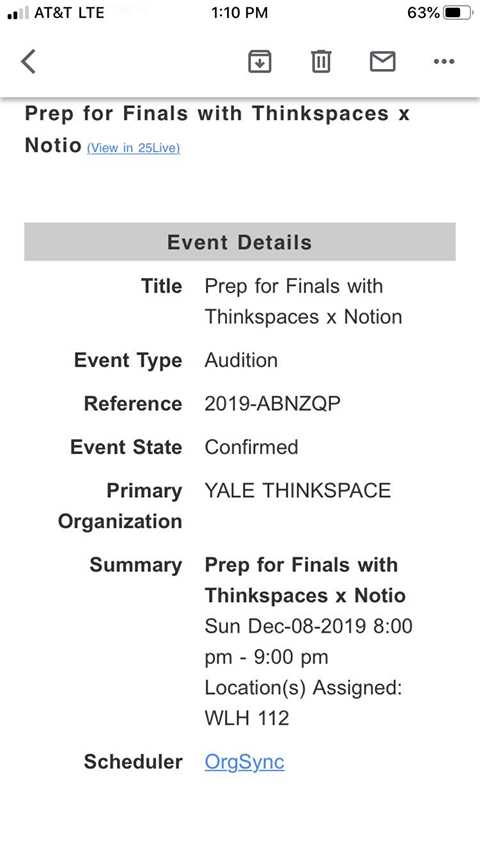 AT&T LTE 1:10 PM 63%
Prep for Finals with Thinkspaces x
Notio (View in 25Live)
Event Details
Title Prep for Finals with
Thinkspaces x Notion
Event Type Audition
Reference 2019-ABNZQP
Event State Confirmed
Primary YALE THINKSPACE
Organization
Summary Prep for Finals with
Thinkspaces x Notio
Sun Dec-08-2019 8:00
pm - 9:00 pm
Location(s) Assigned:
WLH 112
Scheduler OrgSync